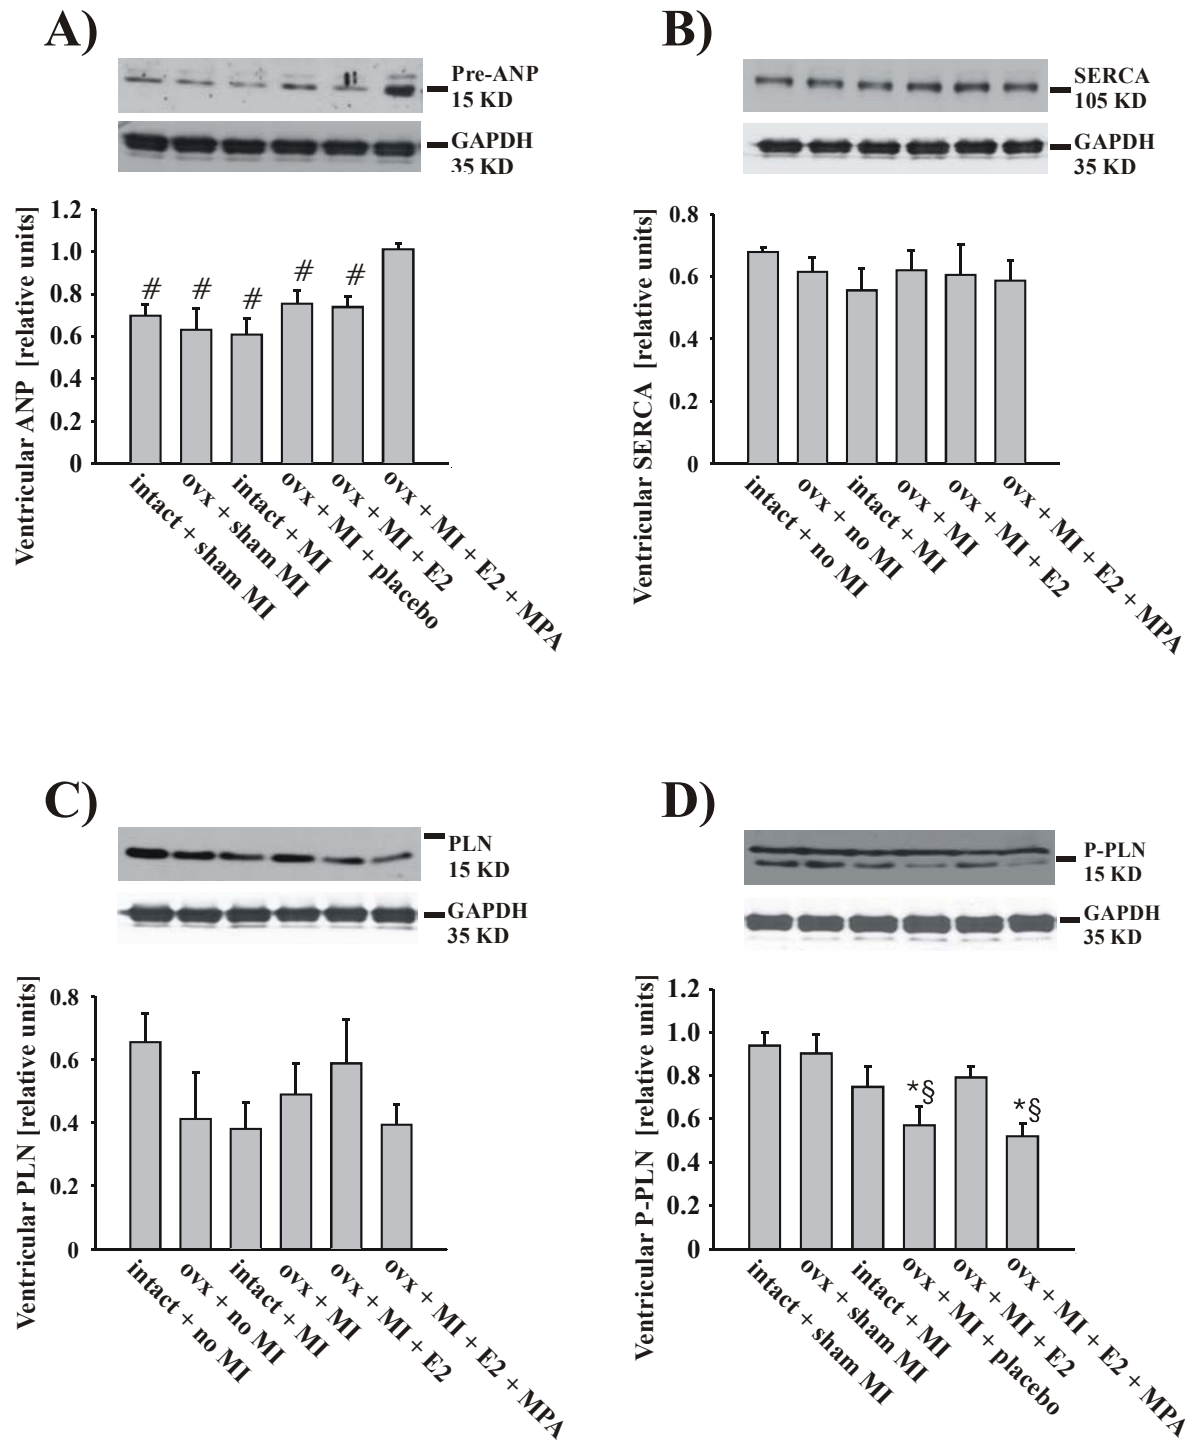 A)
Pre-ANP
15 KD
GAPDH
35 KD
Ventricular ANP [relative units]
1.2
1.0
0.8
0.6
0.4
0.2
0
# # # # #
intact + sham MI
ovx + sham MI
intact + MI
ovx + MI + placebo
ovx + MI + E2
ovx + MI + E2 + MPA
B)
SERCA
105 KD
GAPDH
35 KD
Ventricular SERCA [relative units]
0.8
0.6
0.4
0.2
0
intact + no MI
ovx + no MI
intact + MI
ovx + MI
ovx + MI + E2
ovx + MI + E2 + MPA
C)
PLN
15 KD
GAPDH
35 KD
Ventricular PLN [relative units]
0.8
0.6
0.4
0.2
0
intact + no MI
ovx + no MI
intact + MI
ovx + MI
ovx + MI + E2
ovx + MI + E2 + MPA
D)
P-PLN
15 KD
GAPDH
35 KD
Ventricular P-PLN [relative units]
1.2
1.0
0.8
0.6
0.4
0.2
0
*§ *§
intact + sham MI
ovx + sham MI
intact + MI
ovx + MI + placebo
ovx + MI + E2
ovx + MI + E2 + MPA